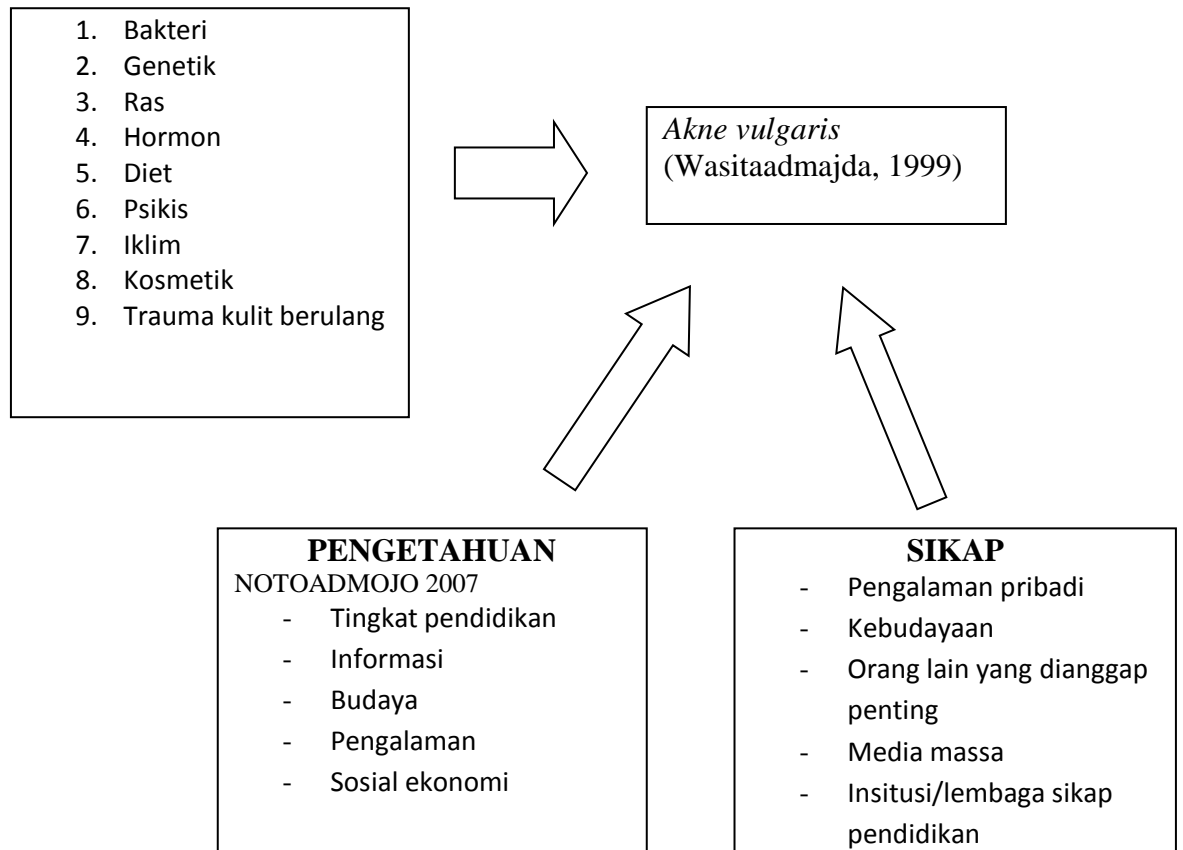 1. Bakteri
2. Genetik
3. Ras
4. Hormon
5. Diet
6. Psikis
7. Iklim
8. Kosmetik
9. Trauma kulit berulang
Akne vulgaris
(Wasitaadmajda, 1999)
PENGETAHUAN
NOTOADMOJO 2007
- Tingkat pendidikan
- Informasi
- Budaya
- Pengalaman
- Sosial ekonomi
SIKAP
- Pengalaman pribadi
- Kebudayaan
- Orang lain yang dianggap
penting
- Media massa
- Insitusi/lembaga sikap
pendidikan